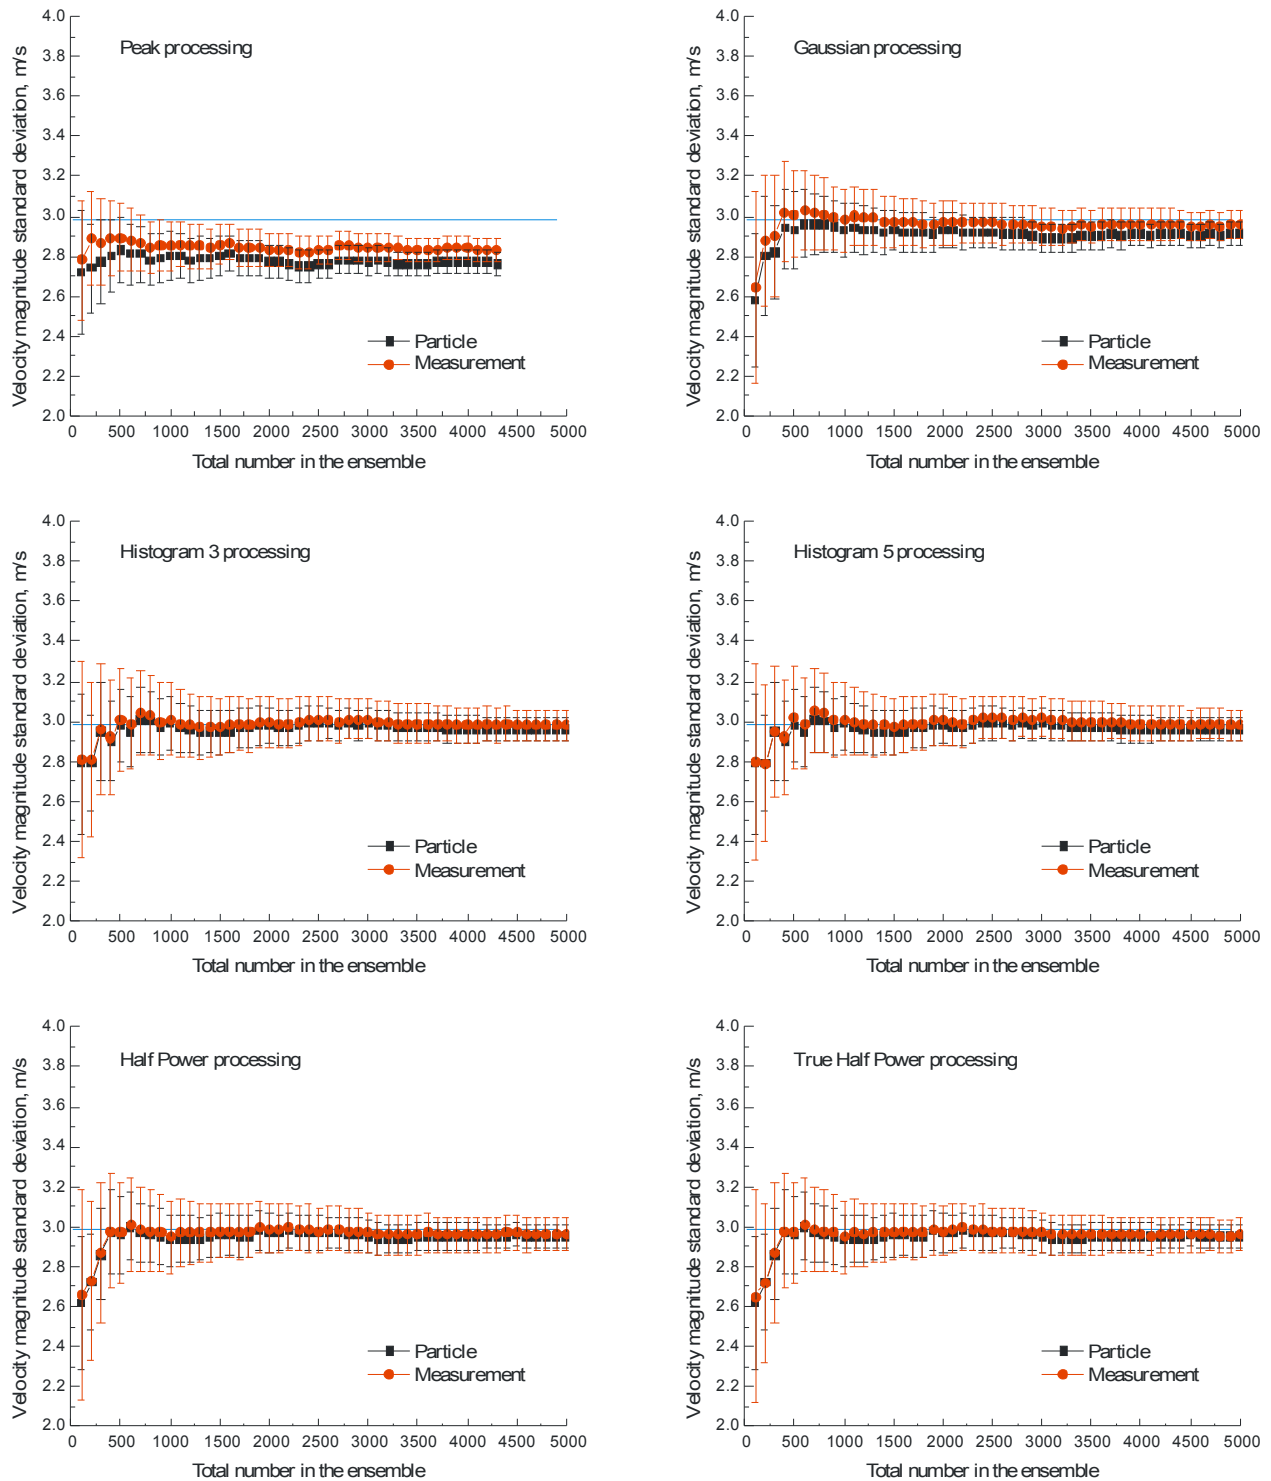 Peak processing
Velocity magnitude standard deviation, m/s
4.0
3.8
3.6
3.4
3.2
3.0
2.8
2.6
2.4
2.2
2.0
Particle
Measurement
0 500 1000 1500 2000 2500 3000 3500 4000 4500 5000
Total number in the ensemble
Gaussian processing
Velocity magnitude standard deviation, m/s
4.0
3.8
3.6
3.4
3.2
3.0
2.8
2.6
2.4
2.2
2.0
Particle
Measurement
0 500 1000 1500 2000 2500 3000 3500 4000 4500 5000
Total number in the ensemble
Histogram 3 processing
Velocity magnitude standard deviation, m/s
4.0
3.8
3.6
3.4
3.2
3.0
2.8
2.6
2.4
2.2
2.0
Particle
Measurement
0 500 1000 1500 2000 2500 3000 3500 4000 4500 5000
Total number in the ensemble
Histogram 5 processing
Velocity magnitude standard deviation, m/s
4.0
3.8
3.6
3.4
3.2
3.0
2.8
2.6
2.4
2.2
2.0
Particle
Measurement
0 500 1000 1500 2000 2500 3000 3500 4000 4500 5000
Total number in the ensemble
Half Power processing
Velocity magnitude standard deviation, m/s
4.0
3.8
3.6
3.4
3.2
3.0
2.8
2.6
2.4
2.2
2.0
Particle
Measurement
0 500 1000 1500 2000 2500 3000 3500 4000 4500 5000
Total number in the ensemble
True Half Power processing
Velocity magnitude standard deviation, m/s
4.0
3.8
3.6
3.4
3.2
3.0
2.8
2.6
2.4
2.2
2.0
Particle
Measurement
0 500 1000 1500 2000 2500 3000 3500 4000 4500 5000
Total number in the ensemble